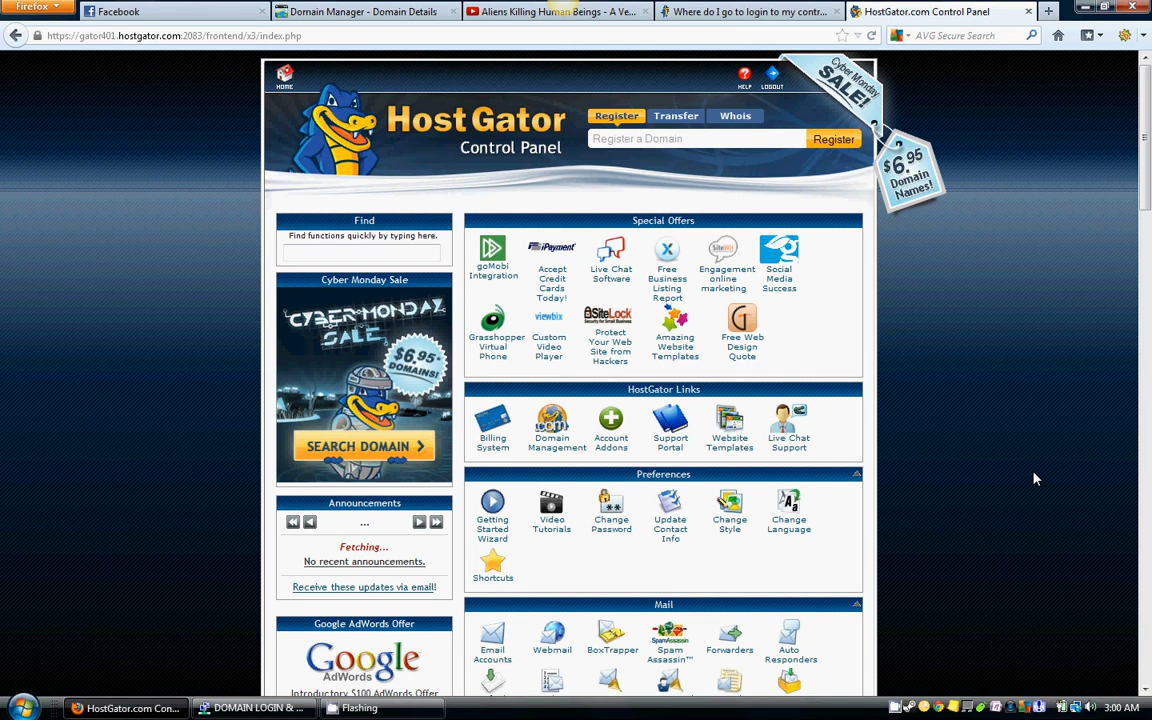 Firefox
Facebook
Domain Manager - Domain Details
Aliens Killing Human Beings - A Ve...
Where do I go to login to my contr...
HostGator.com Control Panel
https://gator401.hostgator.com:2083/frontend/x3/index.php
AVG Secure Search
HOME
HELP
LOGOUT
Cyber Monday
SALE!
$6.95
Domain
Names!
HostGator
Control Panel
Register
Transfer
Whois
Register a Domain
Register
Find
Find functions quickly by typing here.
Cyber Monday Sale
CYBER MONDAY
SALE
$6.95
DOMAINS!
SEARCH DOMAIN
Announcements
...
Fetching...
No recent announcements.
Receive these updates via email!
Google AdWords Offer
Google
AdWords
Introductory $100 AdWords Offer
Special Offers
goMobi
Integration
iPayment
Accept
Credit
Cards
Today!
Live Chat
Software
Free
Business
Listing
Report
Engagement
online
marketing
Social
Media
Success
Grasshopper
Virtual
Phone
viewbix
Custom
Video
Player
SiteLock
Protect
Your Web
Site from
Hackers
Amazing
Website
Templates
Free Web
Design
Quote
HostGator Links
Billing
System
.com
Domain
Management
Account
Addons
Support
Portal
Website
Templates
Live Chat
Support
Preferences
Getting
Started
Wizard
Video
Tutorials
Change
Password
Update
Contact
Info
Change
Style
Change
Language
Shortcuts
Mail
Email
Accounts
Webmail
BoxTrapper
SpamAssassin
Spam
Assassin™
Forwarders
Auto
Responders
HostGator.com Con...
DOMAIN LOGIN & ...
Flashing
3:00 AM